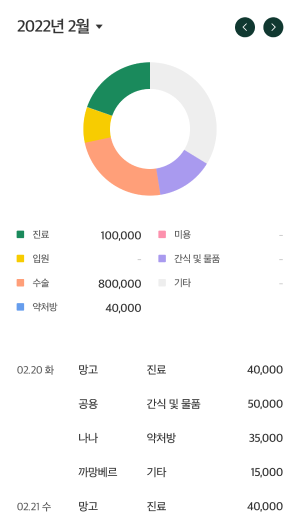 2022년 2월
진료 100,000 미용 -
입원 - 간식 및 물품 -
수술 800,000 기타 -
약처방 40,000
02.20 화 망고 진료 40,000
공용 간식 및 물품 50,000
나나 약처방 35,000
까망베르 기타 15,000
02.21 수 망고 진료 40,000